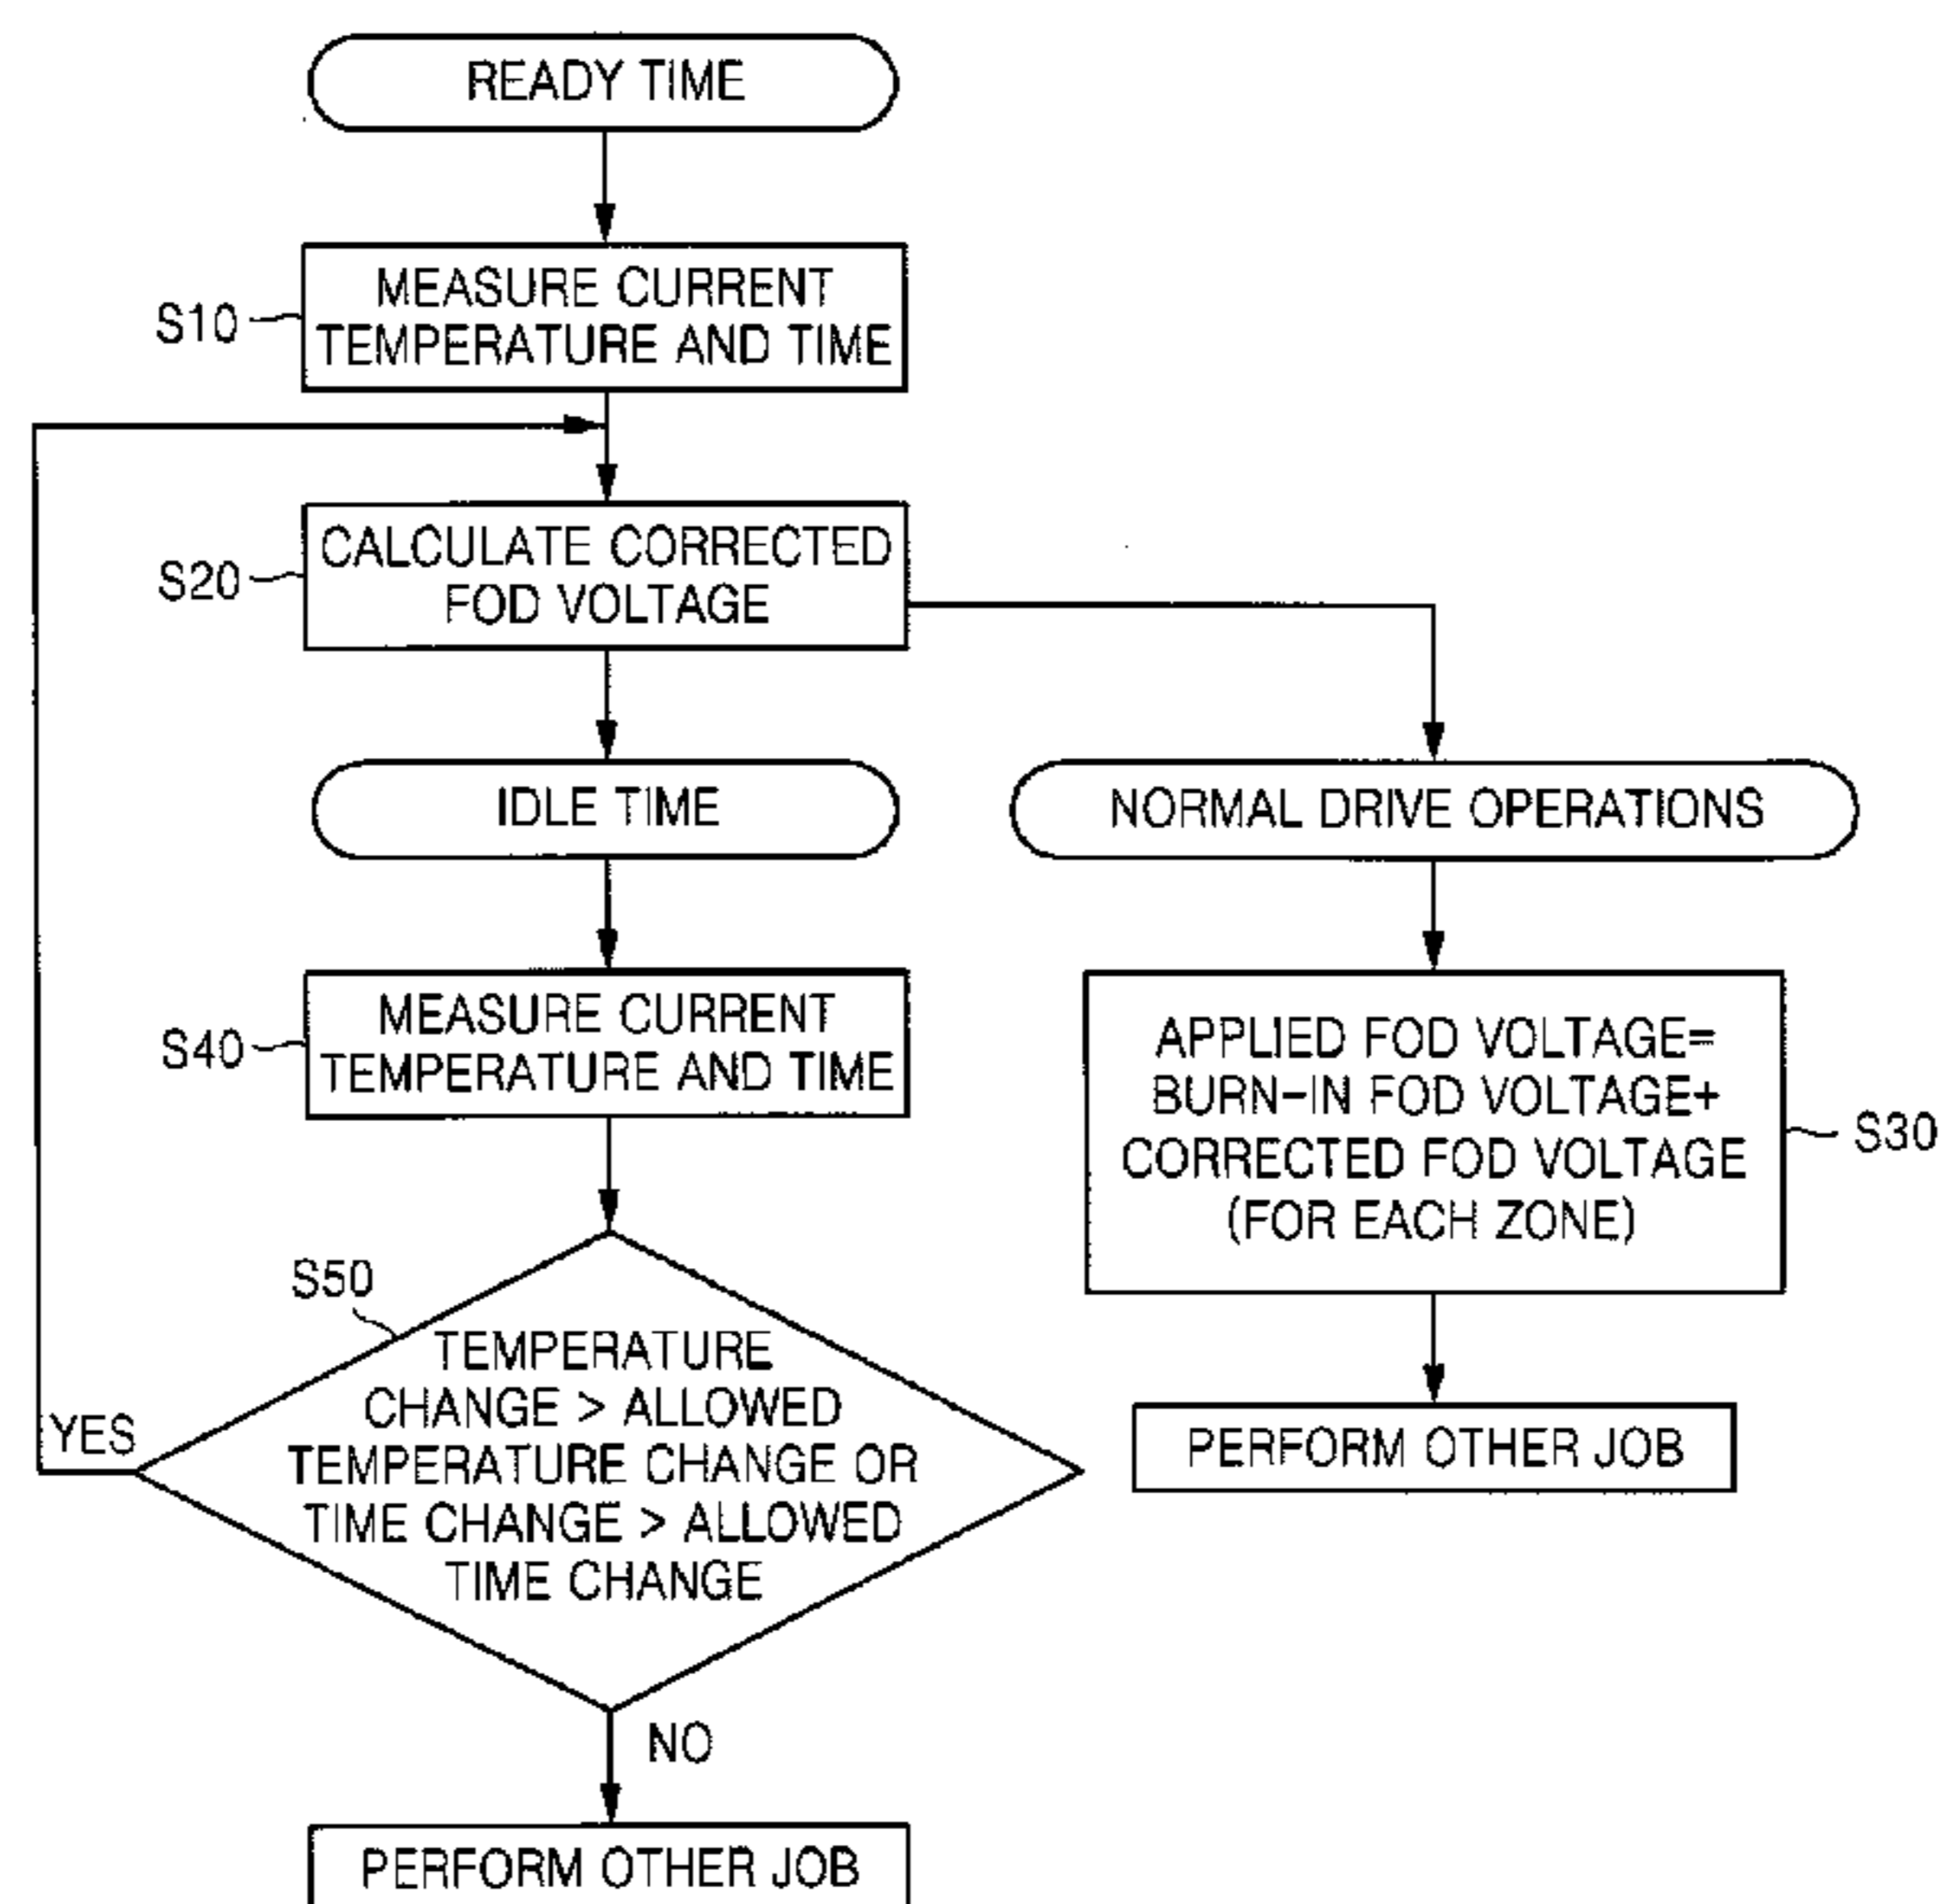 READY TIME
S10
MEASURE CURRENT
TEMPERATURE AND TIME
S20
CALCULATE CORRECTED
FOD VOLTAGE
IDLE TIME
NORMAL DRIVE OPERATIONS
S40
MEASURE CURRENT
TEMPERATURE AND TIME
APPLIED FOD VOLTAGE=
BURN-IN FOD VOLTAGE+
CORRECTED FOD VOLTAGE
(FOR EACH ZONE)
S30
S50
TEMPERATURE
CHANGE > ALLOWED
TEMPERATURE CHANGE OR
TIME CHANGE > ALLOWED
TIME CHANGE
YES
PERFORM OTHER JOB
NO
PERFORM OTHER JOB